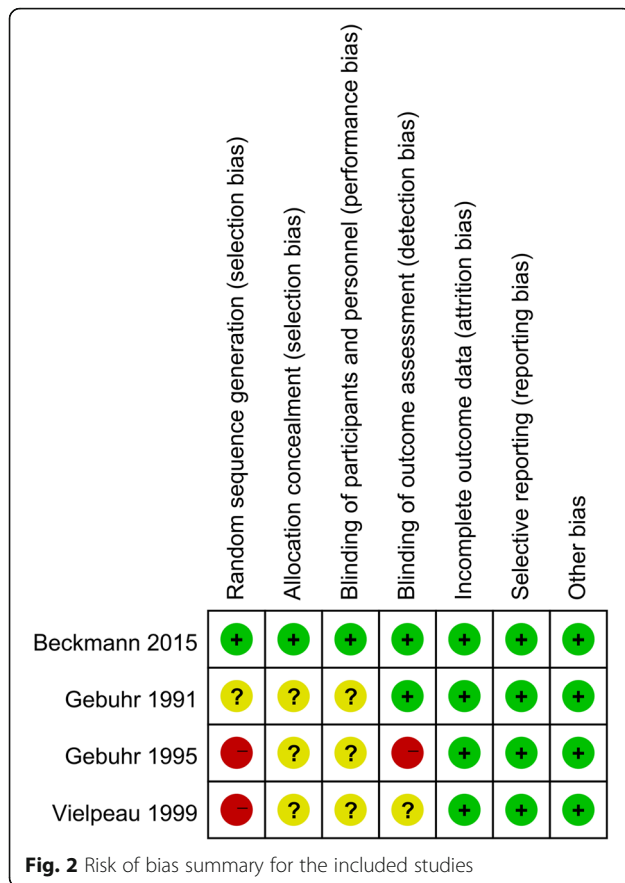 Random sequence generation (selection bias)
Allocation concealment (selection bias)
Blinding of participants and personnel (performance bias)
Blinding of outcome assessment (detection bias)
Incomplete outcome data (attrition bias)
Selective reporting (reporting bias)
Other bias
Beckmann 2015 + + + + + + +
Gebuhr 1991 ? ? ? + + + +
Gebuhr 1995 – ? ? – + + +
Vielpeau 1999 – ? ? ? + + +
Fig. 2 Risk of bias summary for the included studies